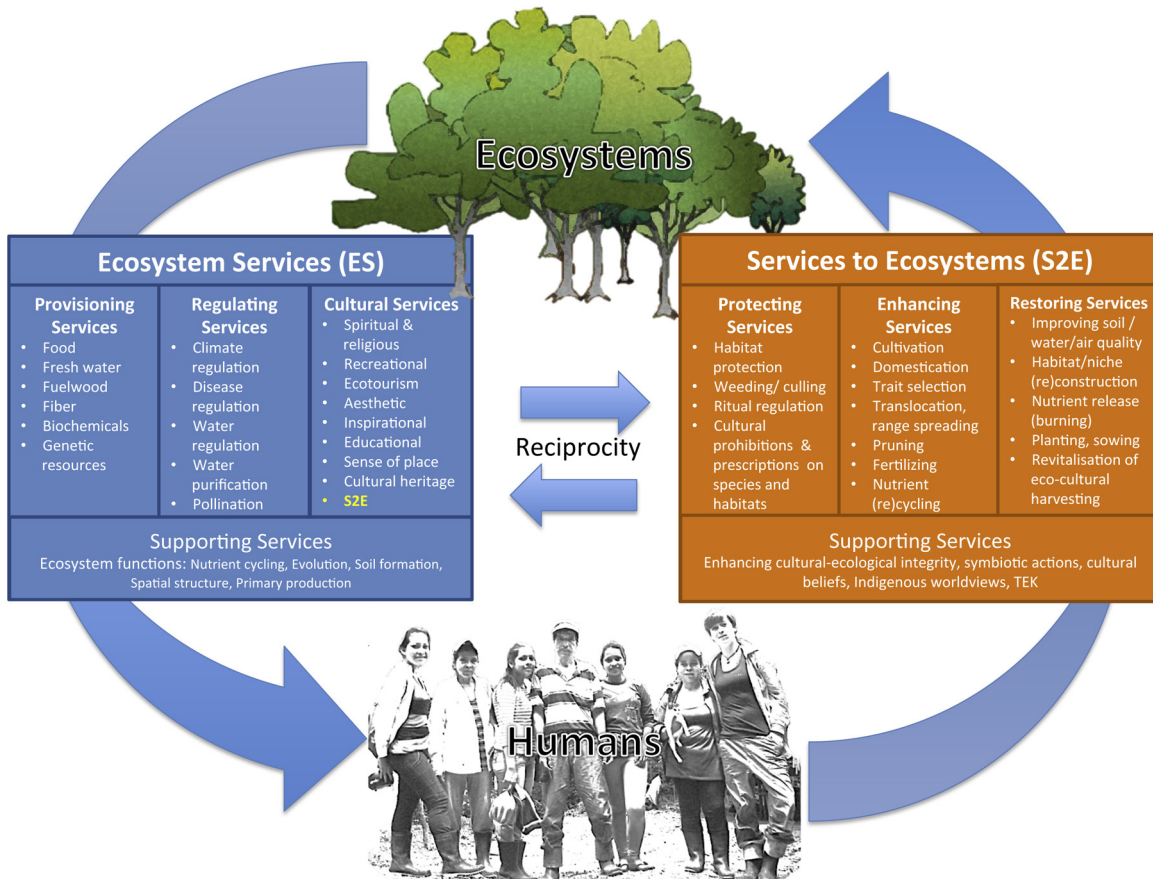 Ecosystems
Ecosystem Services (ES)
Provisioning
Services
• Food
• Fresh water
• Fuelwood
• Fiber
• Biochemicals
• Genetic
resources
Regulating
Services
• Climate
regulation
• Disease
regulation
• Water
regulation
• Water
purification
• Pollination
Cultural Services
• Spiritual &
religious
• Recreational
• Ecotourism
• Aesthetic
• Inspirational
• Educational
• Sense of place
• Cultural heritage
• S2E
Supporting Services
Ecosystem functions: Nutrient cycling, Evolution, Soil formation,
Spatial structure, Primary production
Reciprocity
Services to Ecosystems (S2E)
Protecting
Services
• Habitat
protection
• Weeding/ culling
• Ritual regulation
• Cultural
prohibitions &
prescriptions on
species and
habitats
Enhancing
Services
• Cultivation
• Domestication
• Trait selection
• Translocation,
range spreading
• Pruning
• Fertilizing
• Nutrient
(re)cycling
Restoring Services
• Improving soil /
water/air quality
• Habitat/niche
(re)construction
• Nutrient release
(burning)
• Planting, sowing
• Revitalisation of
eco-cultural
harvesting
Supporting Services
Enhancing cultural-ecological integrity, symbiotic actions, cultural
beliefs, Indigenous worldviews, TEK
Humans